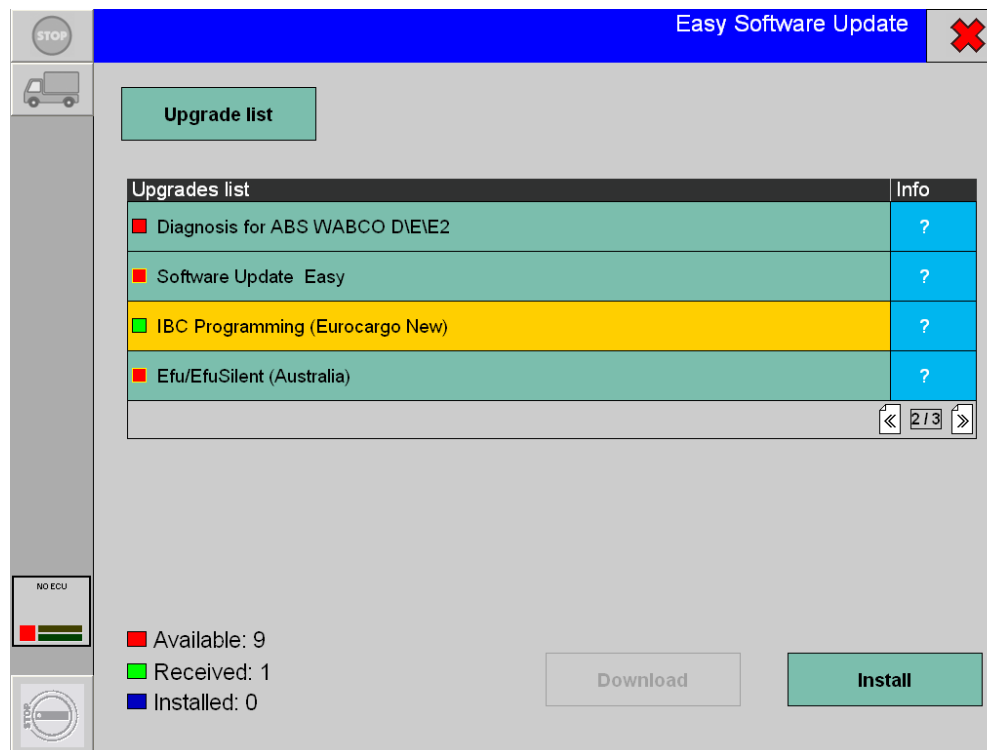 STOP
Easy Software Update
Upgrade list
Upgrades list Info
Diagnosis for ABS WABCO D\E\E2 ?
Software Update Easy ?
IBC Programming (Eurocargo New) ?
Efu/EfuSilent (Australia) ?
2 / 3
NO ECU
Available: 9
Received: 1
Installed: 0
Download
Install
STOP